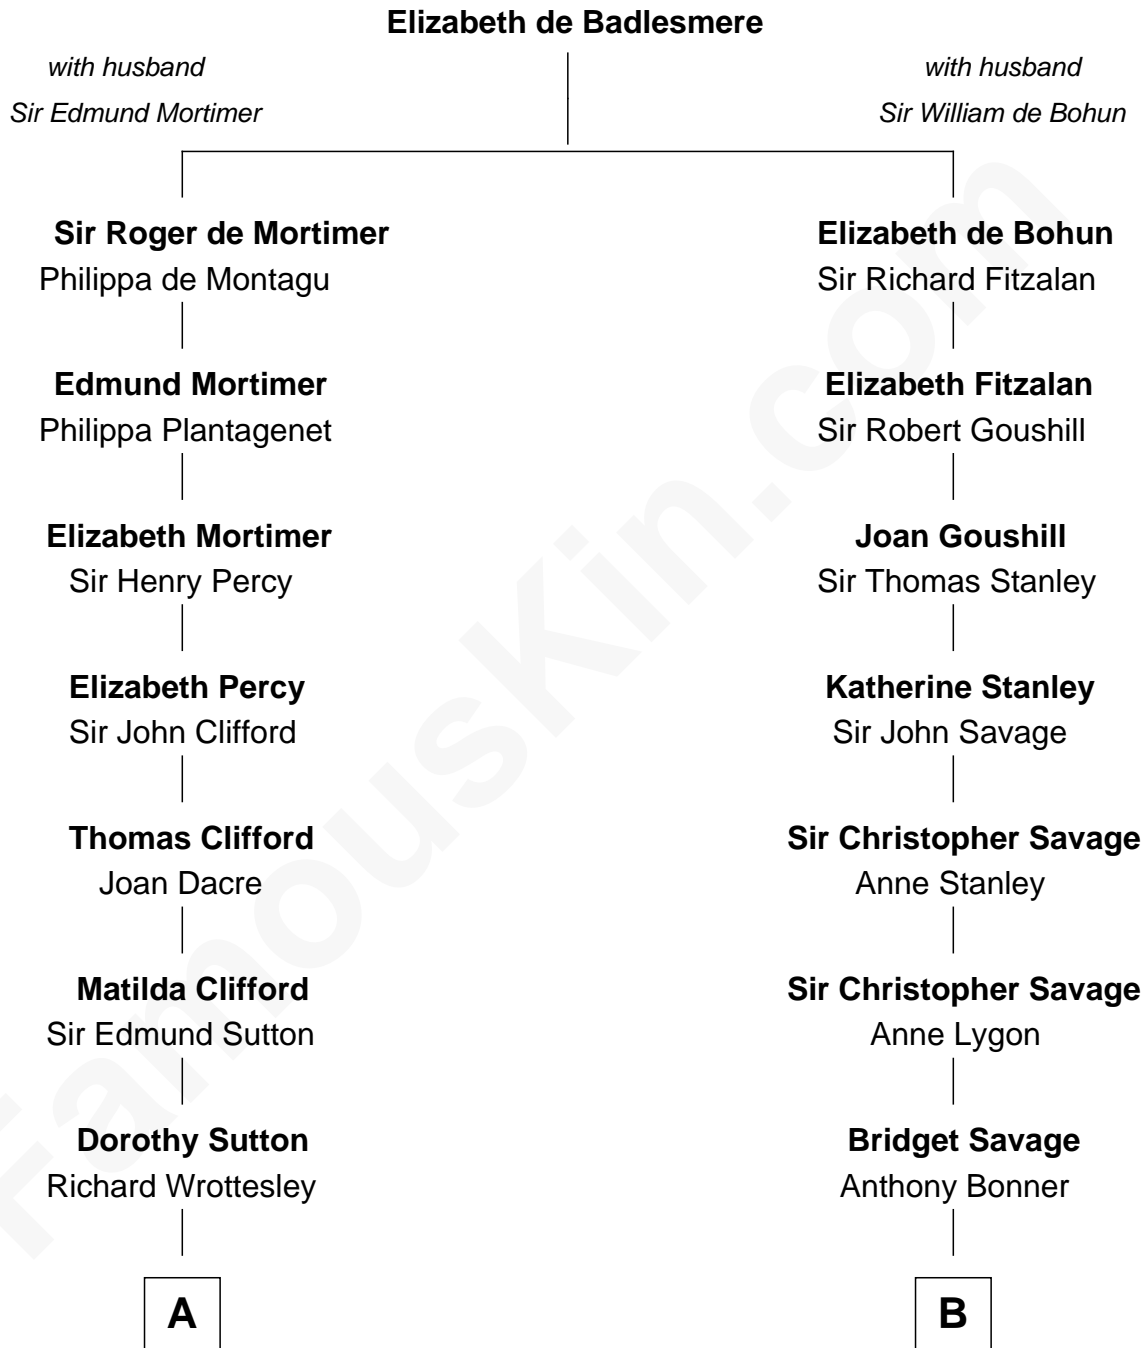 Elizabeth de Badlesmere
with husband
Sir Edmund Mortimer
with husband
Sir William de Bohun
Sir Roger de Mortimer
Philippa de Montagu
Elizabeth de Bohun
Sir Richard Fitzalan
Edmund Mortimer
Philippa Plantagenet
Elizabeth Fitzalan
Sir Robert Goushill
Elizabeth Mortimer
Sir Henry Percy
Joan Goushill
Sir Thomas Stanley
Elizabeth Percy
Sir John Clifford
Katherine Stanley
Sir John Savage
Thomas Clifford
Joan Dacre
Sir Christopher Savage
Anne Stanley
Matilda Clifford
Sir Edmund Sutton
Sir Christopher Savage
Anne Lygon
Dorothy Sutton
Richard Wrottesley
Bridget Savage
Anthony Bonner
A
B
FamousKin.com